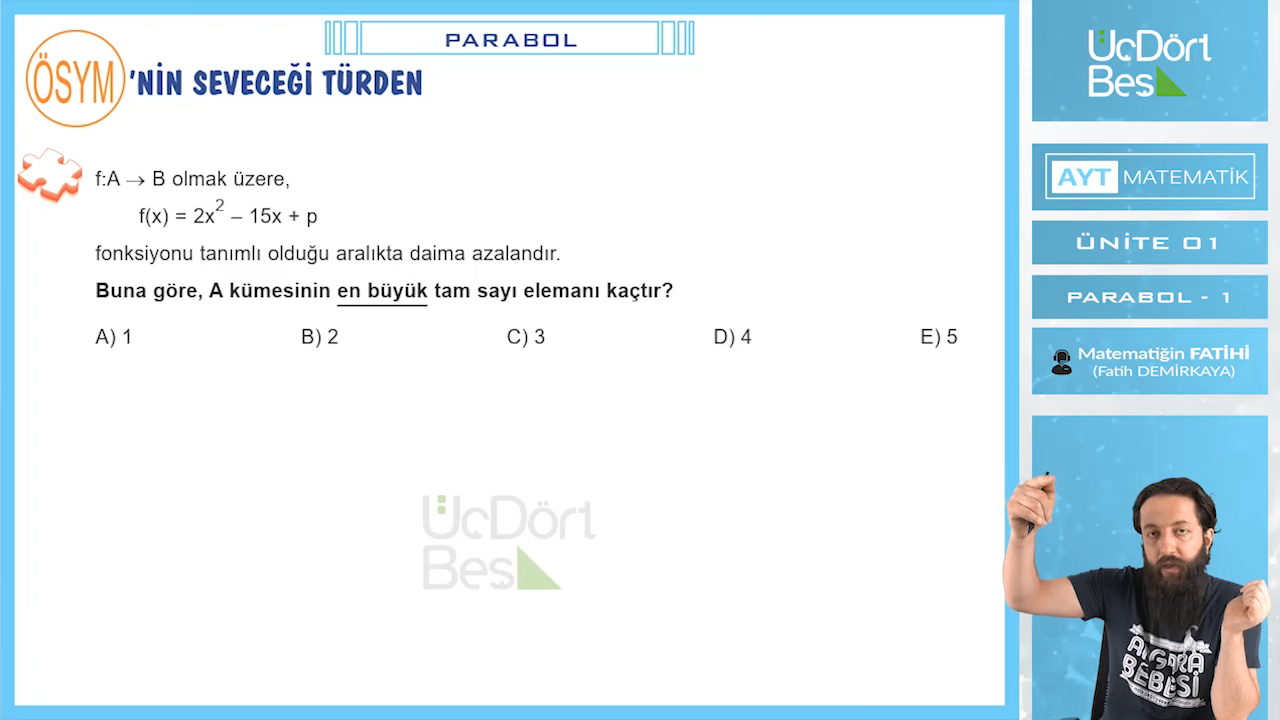 PARABOL
ÖSYM'NİN SEVECEĞİ TÜRDEN
f:A → B olmak üzere,
f(x) = 2x² – 15x + p
fonksiyonu tanımlı olduğu aralıkta daima azalandır.
Buna göre, A kümesinin en büyük tam sayı elemanı kaçtır?
A) 1 B) 2 C) 3 D) 4 E) 5
ÜçDört
Beş
ÜçDört
Beş
AYT MATEMATİK
ÜNİTE 01
PARABOL - 1
Matematiğin FATİHİ
(Fatih DEMİRKAYA)
ANGARA
BEBESİ